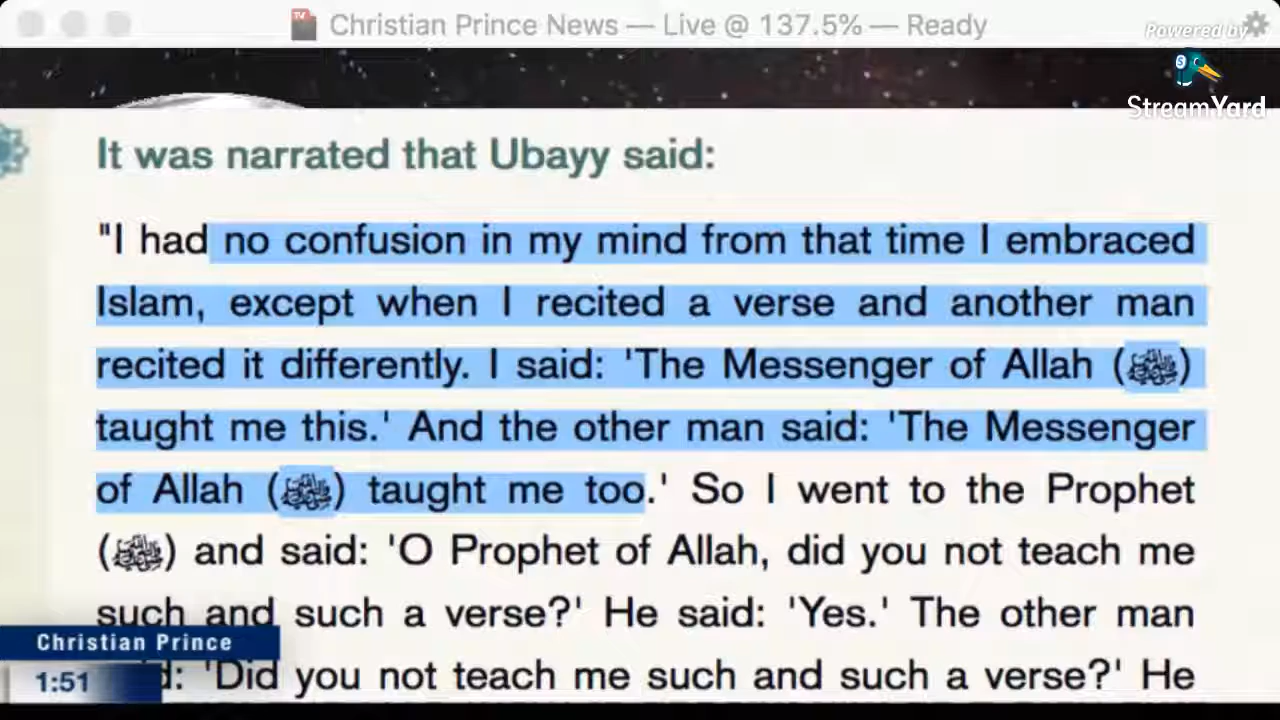 Christian Prince News — Live @ 137.5% — Ready
Powered by
StreamYard
It was narrated that Ubayy said:
"I had no confusion in my mind from that time I embraced
Islam, except when I recited a verse and another man
recited it differently. I said: 'The Messenger of Allah (ﷺ)
taught me this.' And the other man said: 'The Messenger
of Allah (ﷺ) taught me too.' So I went to the Prophet
(ﷺ) and said: 'O Prophet of Allah, did you not teach me
such and such a verse?' He said: 'Yes.' The other man
'Did you not teach me such and such a verse?' He
Christian Prince
1:51